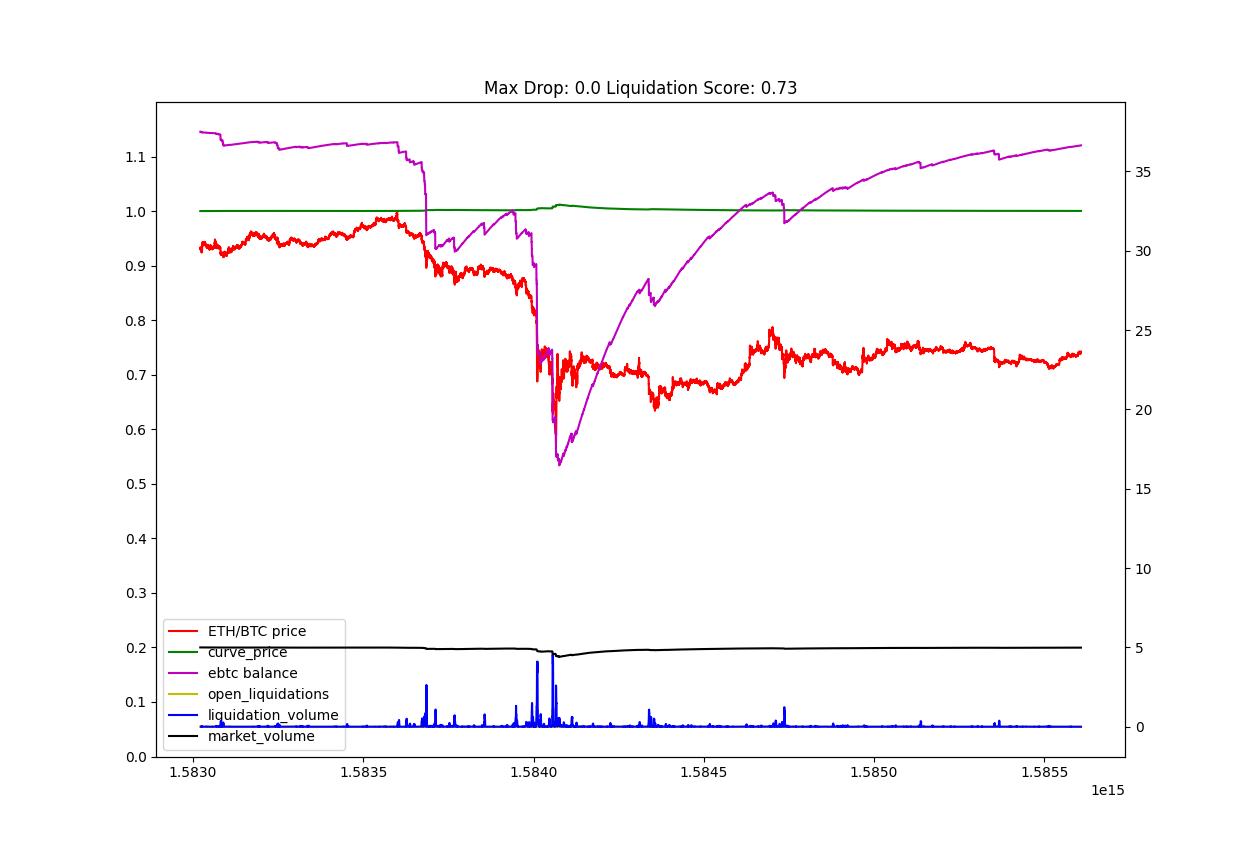 Max Drop: 0.0 Liquidation Score: 0.73
1.1
1.0
0.9
0.8
0.7
0.6
0.5
0.4
0.3
0.2
0.1
0.0
35
30
25
20
15
10
5
0
ETH/BTC price
curve_price
ebtc balance
open_liquidations
liquidation_volume
market_volume
1.5830 1.5835 1.5840 1.5845 1.5850 1.5855
1e15